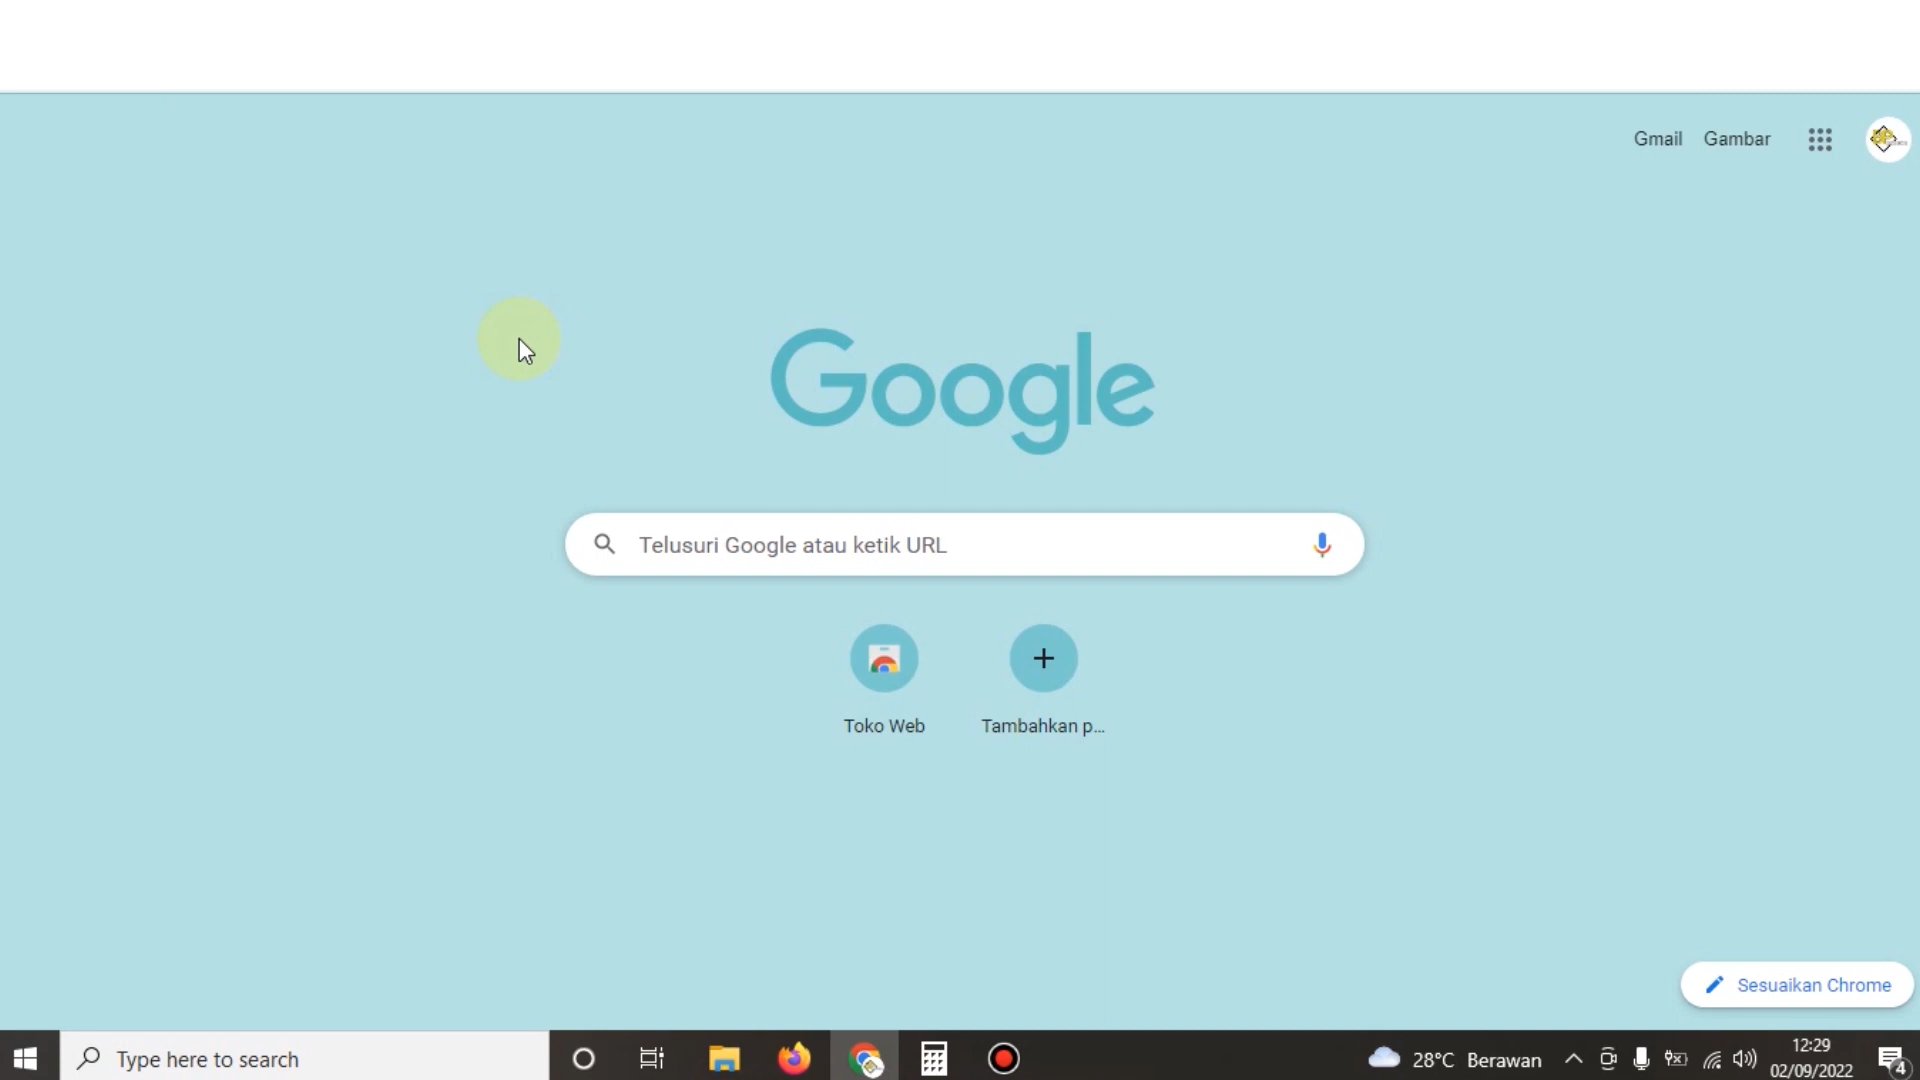 Gmail Gambar
Google
Telusuri Google atau ketik URL
Toko Web Tambahkan p...
Sesuaikan Chrome
Type here to search
28°C Berawan
12:29
02/09/2022
4